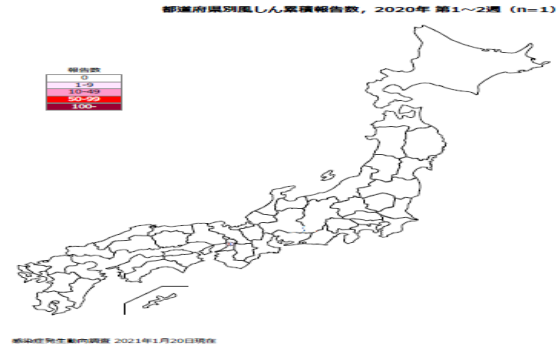 都道府県別風しん累積報告数, 2020年 第1～2週 (n=1)
報告数
0
1-9
10-49
50-99
100-
感染症発生動向調査 2021年1月20日現在